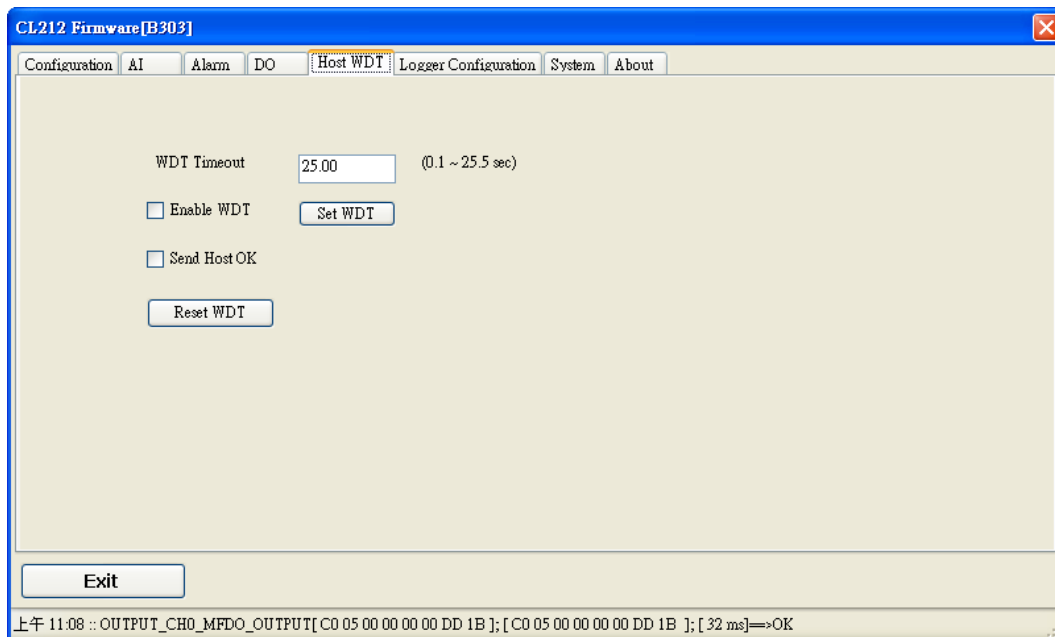 CL212 Firmware[B303]
Configuration AI Alarm DO Host WDT Logger Configuration System About
WDT Timeout 25.00 (0.1 ~ 25.5 sec)
Enable WDT Set WDT
Send Host OK
Reset WDT
Exit
上午 11:08 :: OUTPUT_CH0_MFDO_OUTPUT[ C0 05 00 00 00 00 DD 1B ]; [ C0 05 00 00 00 00 DD 1B ]; [ 32 ms]==>OK